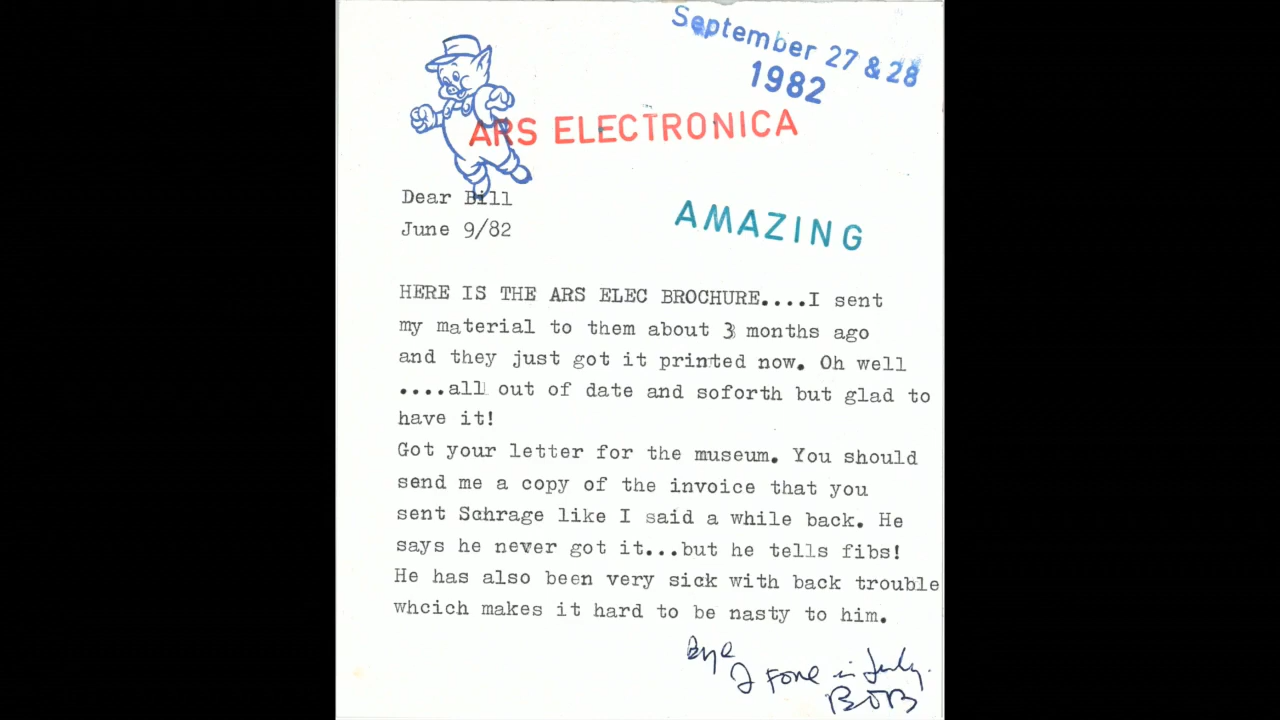 September 27 & 28
1982
ARS ELECTRONICA
Dear Bill
June 9/82
AMAZING
HERE IS THE ARS ELEC BROCHURE....I sent
my material to them about 3 months ago
and they just got it printed now. Oh well
....all out of date and soforth but glad to
have it!
Got your letter for the museum. You should
send me a copy of the invoice that you
sent Schrage like I said a while back. He
says he never got it...but he tells fibs!
He has also been very sick with back trouble
whcich makes it hard to be nasty to him.
Bye
I Fone in July.
BOB